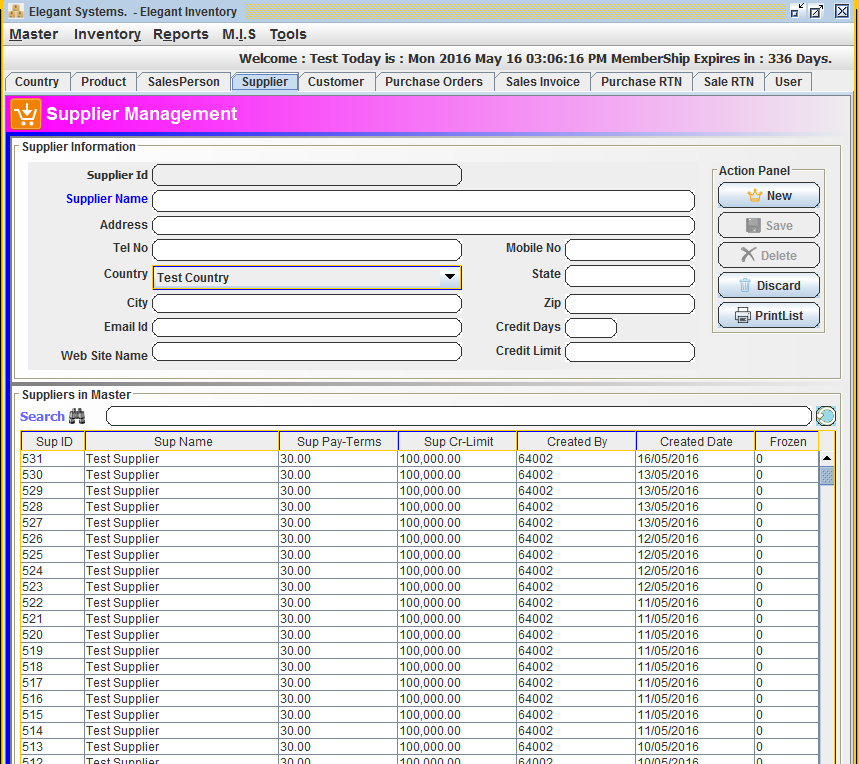 Elegant Systems. - Elegant Inventory
Master Inventory Reports M.I.S Tools
Welcome : Test Today is : Mon 2016 May 16 03:06:16 PM MemberShip Expires in : 336 Days.
Country Product SalesPerson Supplier Customer Purchase Orders Sales Invoice Purchase RTN Sale RTN User
Supplier Management
Supplier Information
Supplier Id
Supplier Name
Address
Tel No Mobile No
Country Test Country State
City Zip
Email Id Credit Days
Web Site Name Credit Limit
Action Panel
New
Save
Delete
Discard
PrintList
Suppliers in Master
Search
Sup ID Sup Name Sup Pay-Terms Sup Cr-Limit Created By Created Date Frozen
531 Test Supplier 30.00 100,000.00 64002 16/05/2016 0
530 Test Supplier 30.00 100,000.00 64002 13/05/2016 0
529 Test Supplier 30.00 100,000.00 64002 13/05/2016 0
528 Test Supplier 30.00 100,000.00 64002 13/05/2016 0
527 Test Supplier 30.00 100,000.00 64002 13/05/2016 0
526 Test Supplier 30.00 100,000.00 64002 12/05/2016 0
525 Test Supplier 30.00 100,000.00 64002 12/05/2016 0
524 Test Supplier 30.00 100,000.00 64002 12/05/2016 0
523 Test Supplier 30.00 100,000.00 64002 12/05/2016 0
522 Test Supplier 30.00 100,000.00 64002 11/05/2016 0
521 Test Supplier 30.00 100,000.00 64002 11/05/2016 0
520 Test Supplier 30.00 100,000.00 64002 11/05/2016 0
519 Test Supplier 30.00 100,000.00 64002 11/05/2016 0
518 Test Supplier 30.00 100,000.00 64002 11/05/2016 0
517 Test Supplier 30.00 100,000.00 64002 11/05/2016 0
516 Test Supplier 30.00 100,000.00 64002 11/05/2016 0
515 Test Supplier 30.00 100,000.00 64002 11/05/2016 0
514 Test Supplier 30.00 100,000.00 64002 11/05/2016 0
513 Test Supplier 30.00 100,000.00 64002 10/05/2016 0
512 Test Supplier 30.00 100,000.00 64002 10/05/2016 0